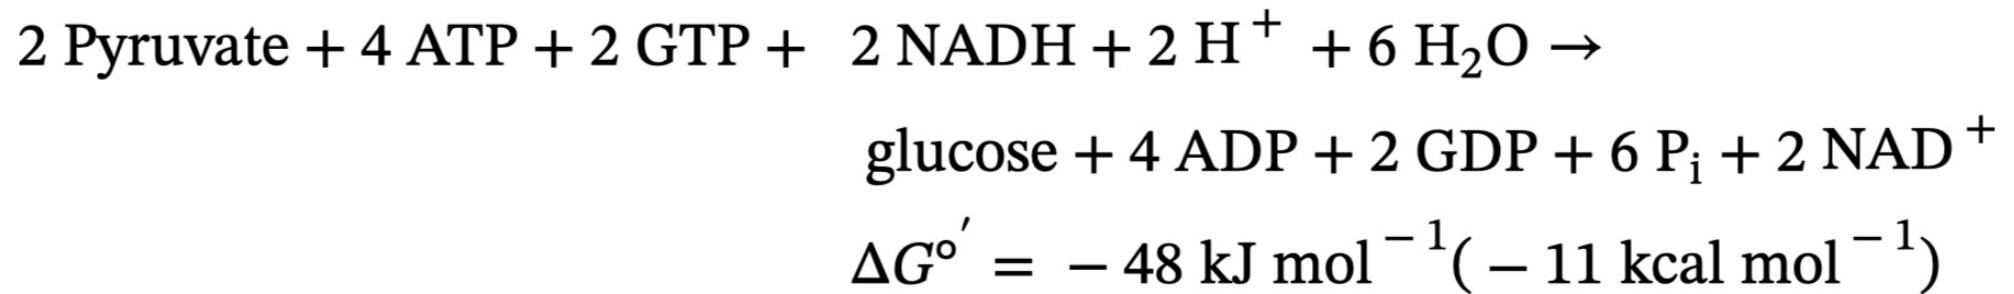 2 Pyruvate + 4 ATP + 2 GTP + 2 NADH + 2 H⁺ + 6 H₂O →
glucose + 4 ADP + 2 GDP + 6 Pᵢ + 2 NAD⁺
ΔG°′ = − 48 kJ mol⁻¹(− 11 kcal mol⁻¹)